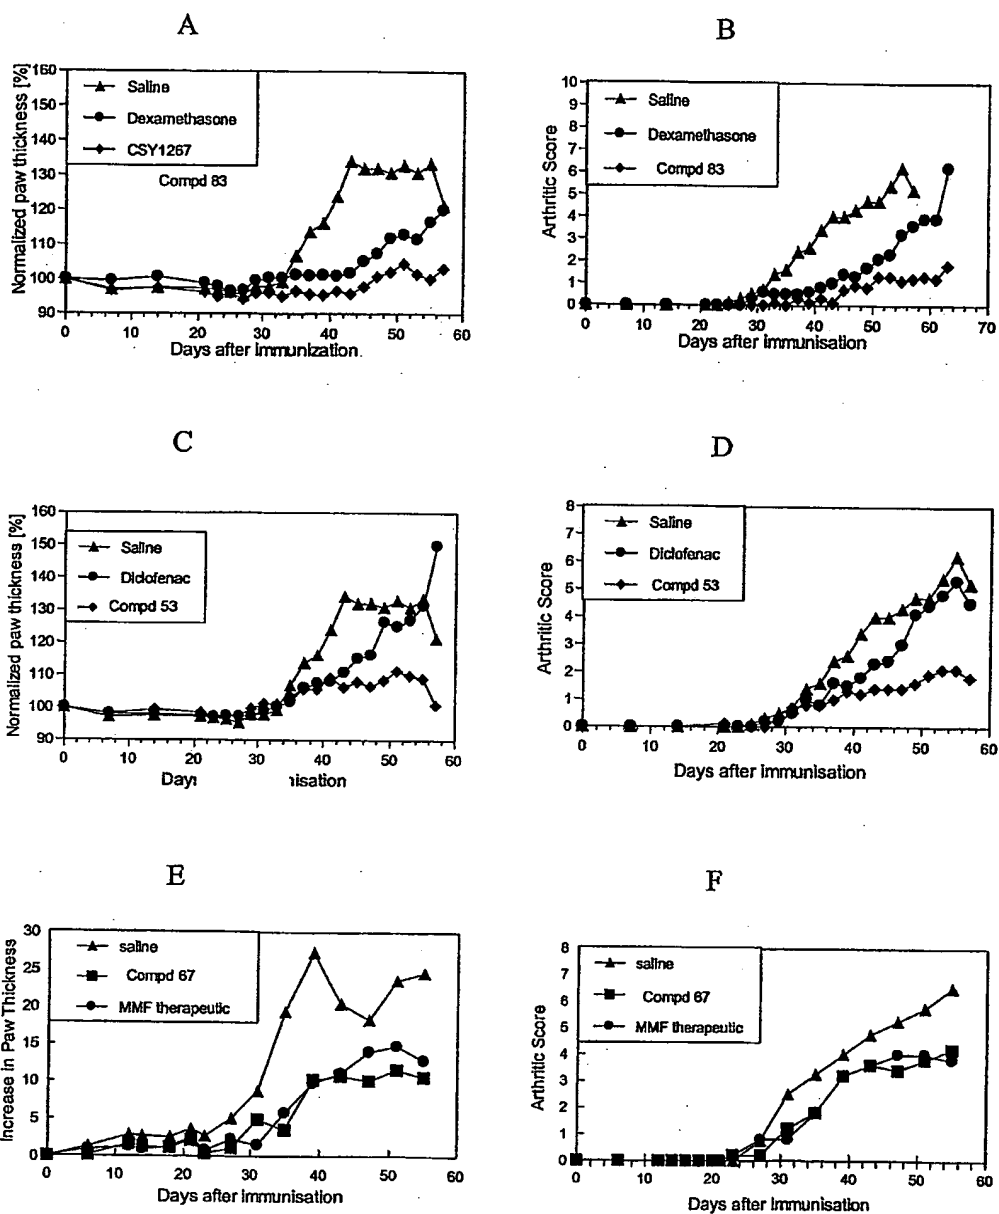 A
Normalized paw thickness [%]
160
150
140
130
120
110
100
90
Saline
Dexamethasone
CSY1267
Compd 83
0 10 20 30 40 50 60
Days after immunization.
B
Arthritic Score
10
9
8
7
6
5
4
3
2
1
0
Saline
Dexamethasone
Compd 83
0 10 20 30 40 50 60 70
Days after immunisation
C
Normalized paw thickness [%]
160
150
140
130
120
110
100
90
Saline
Diclofenac
Compd 53
0 10 20 30 40 50 60
Days nisation
D
Arthritic Score
8
7
6
5
4
3
2
1
0
Saline
Diclofenac
Compd 53
0 10 20 30 40 50 60
Days after immunisation
E
Increase in Paw Thickness
30
25
20
15
10
5
0
saline
Compd 67
MMF therapeutic
0 10 20 30 40 50 60
Days after immunisation
F
Arthritic Score
8
7
6
5
4
3
2
1
0
saline
Compd 67
MMF therapeutic
0 10 20 30 40 50 60
Days after immunisation